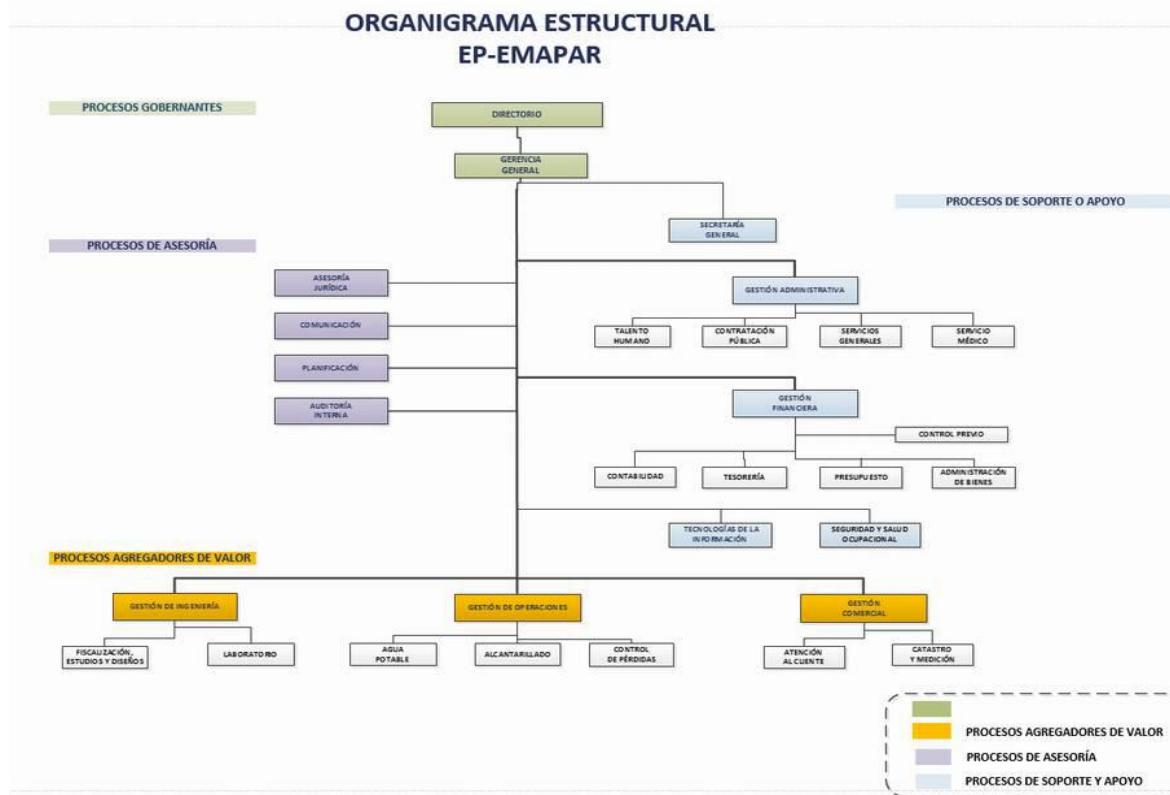 ORGANIGRAMA ESTRUCTURAL
EP-EMAPAR
PROCESOS GOBERNANTES
DIRECTORIO
GERENCIA
GENERAL
PROCESOS DE SOPORTE O APOYO
SECRETARÍA
GENERAL
PROCESOS DE ASESORÍA
ASESORÍA
JURÍDICA
COMUNICACIÓN
PLANIFICACIÓN
AUDITORÍA
INTERNA
GESTIÓN ADMINISTRATIVA
TALENTO
HUMANO
CONTRATACIÓN
PÚBLICA
SERVICIOS
GENERALES
SERVICIO
MÉDICO
GESTIÓN
FINANCIERA
CONTROL PREVIO
CONTABILIDAD
TESORERÍA
PRESUPUESTO
ADMINISTRACIÓN
DE BIENES
TECNOLOGÍAS DE LA
INFORMACIÓN
SEGURIDAD Y SALUD
OCUPACIONAL
PROCESOS AGREGADORES DE VALOR
GESTIÓN DE INGENIERÍA
GESTIÓN DE OPERACIONES
GESTIÓN
COMERCIAL
FISCALIZACIÓN,
ESTUDIOS Y DISEÑOS
LABORATORIO
AGUA
POTABLE
ALCANTARILLADO
CONTROL
DE PÉRDIDAS
ATENCIÓN
AL CLIENTE
CATASTRO
Y MEDICIÓN
PROCESOS AGREGADORES DE VALOR
PROCESOS DE ASESORÍA
PROCESOS DE SOPORTE Y APOYO